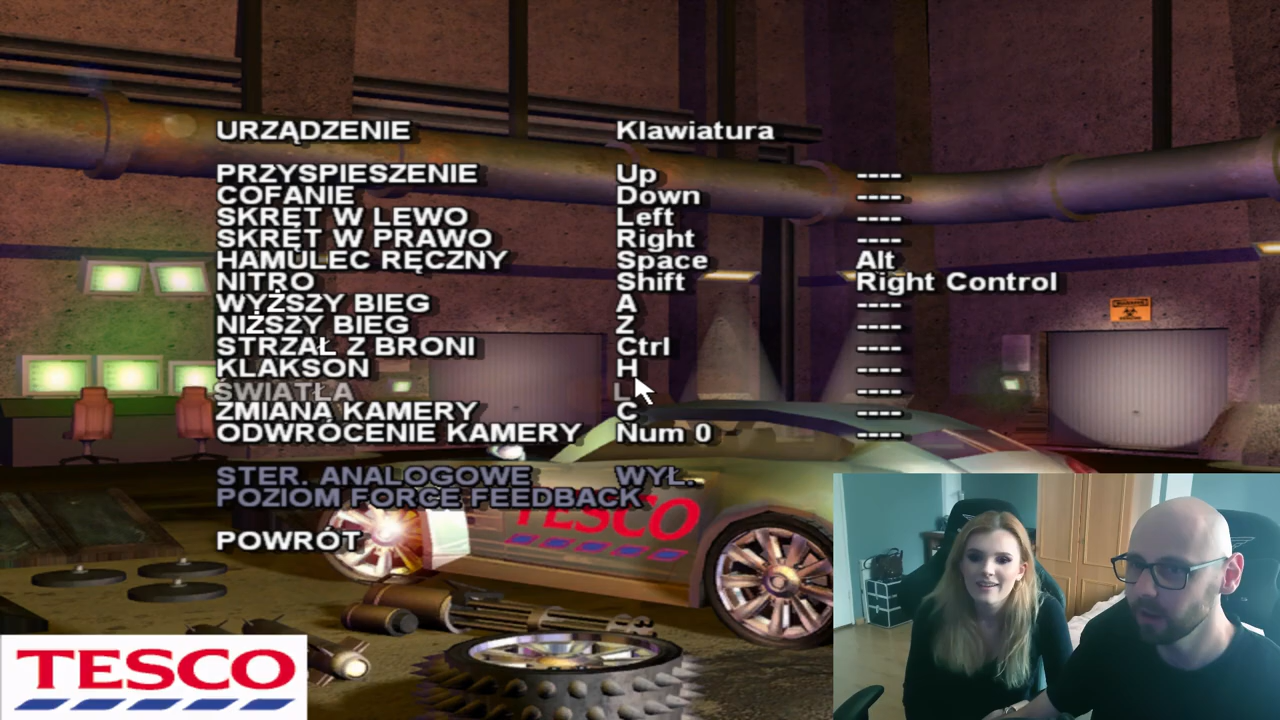 URZĄDZENIE Klawiatura
PRZYSPIESZENIE Up ----
COFANIE Down ----
SKRĘT W LEWO Left ----
SKRĘT W PRAWO Right ----
HAMULEC RĘCZNY Space Alt
NITRO Shift Right Control
WYŻSZY BIEG A ----
NIŻSZY BIEG Z ----
STRZAŁ Z BRONI Ctrl ----
KLAKSON H ----
ŚWIATŁA L ----
ZMIANA KAMERY C ----
ODWRÓCENIE KAMERY Num 0 ----
STER. ANALOGOWE WYŁ.
POZIOM FORCE FEEDBACK
TESCO
POWRÓT
TESCO